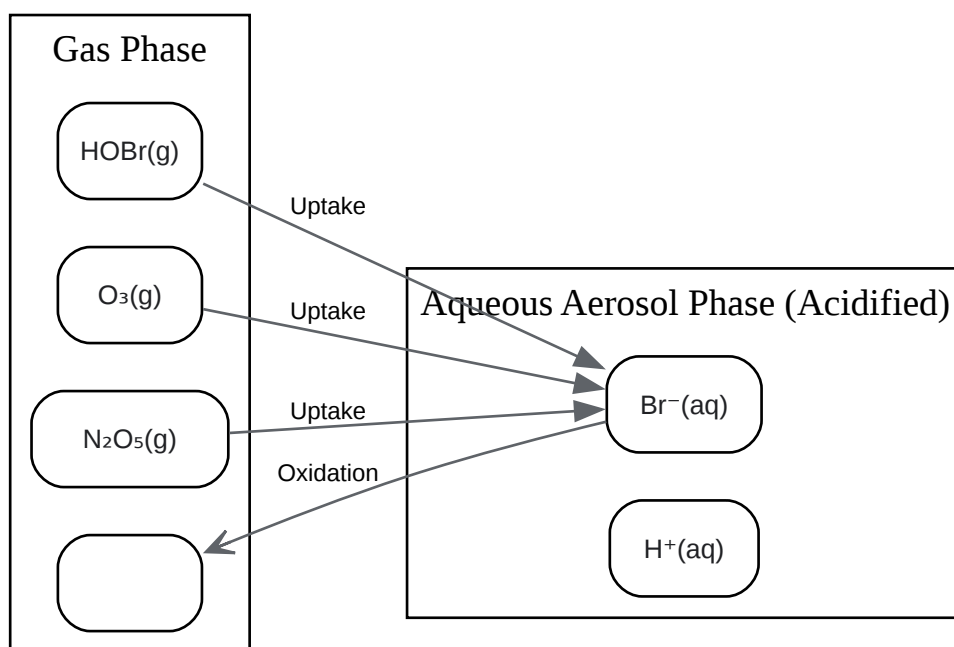 Gas Phase
HOBr(g)
Uptake
O₃(g)
Uptake
Aqueous Aerosol Phase (Acidified)
N₂O₅(g)
Uptake
Br⁻(aq)
Oxidation
H⁺(aq)